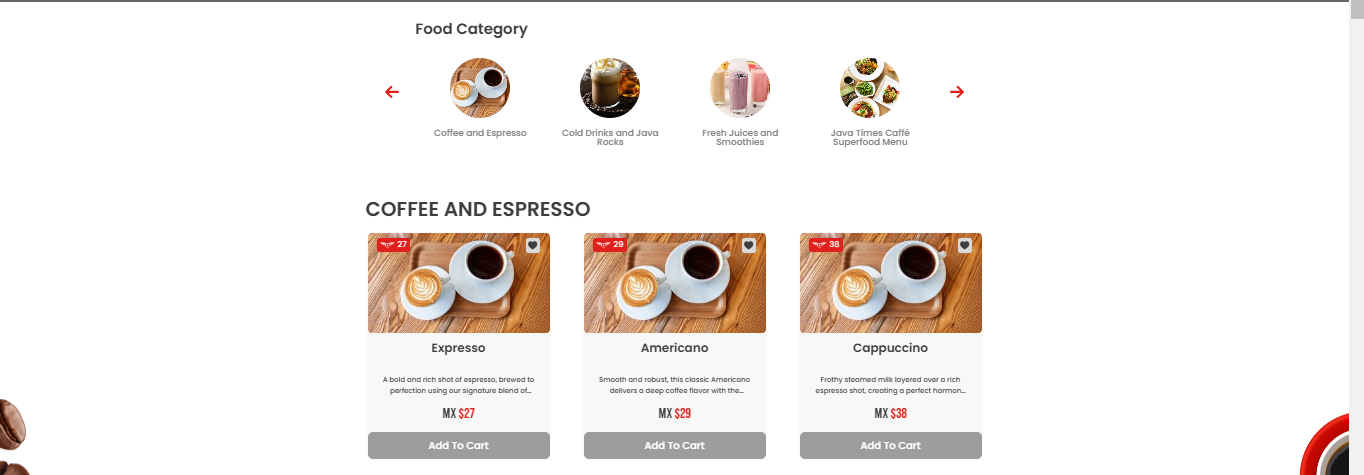 Food Category
Coffee and Espresso
Cold Drinks and Java
Rocks
Fresh Juices and
Smoothies
Java Times Caffé
Superfood Menu
COFFEE AND ESPRESSO
27
29
38
Expresso
Americano
Cappuccino
A bold and rich shot of espresso, brewed to
perfection using our signature blend of...
Smooth and robust, this classic Americano
delivers a deep coffee flavor with the...
Frothy steamed milk layered over a rich
espresso shot, creating a perfect harmon...
MX $27
MX $29
MX $38
Add To Cart
Add To Cart
Add To Cart